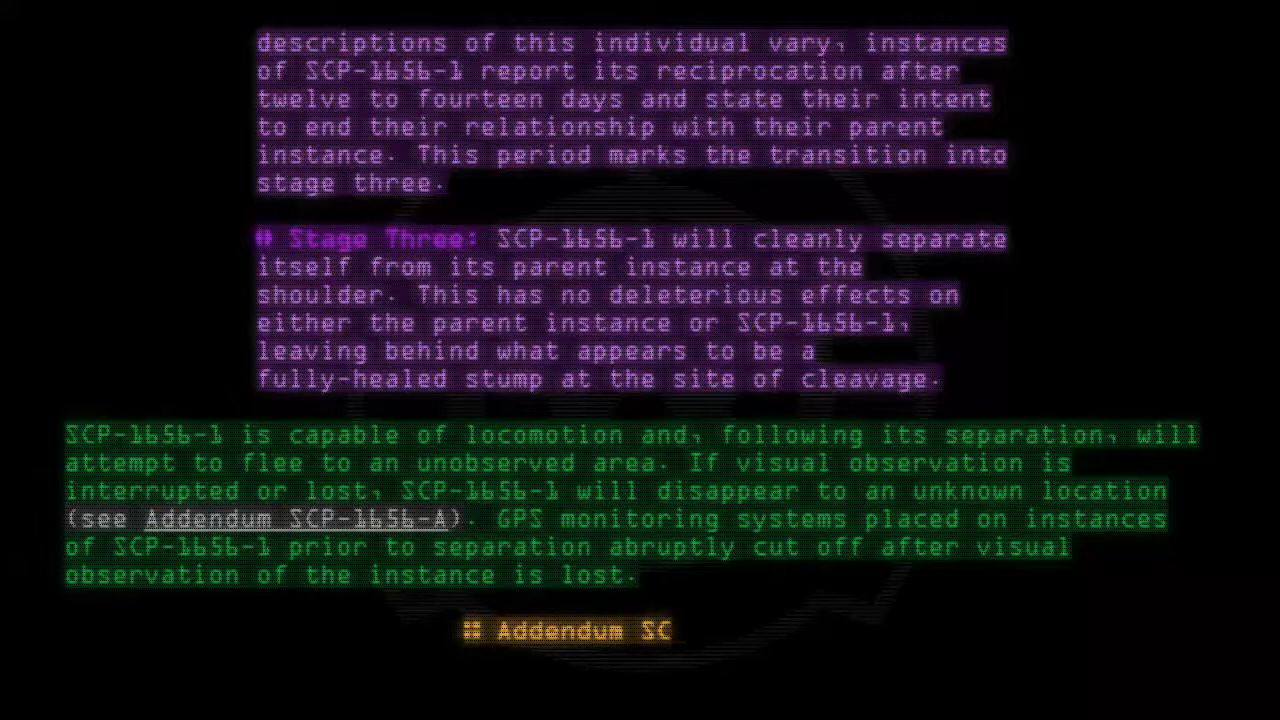 descriptions of this individual vary, instances
of SCP-1656-1 report its reciprocation after
twelve to fourteen days and state their intent
to end their relationship with their parent
instance. This period marks the transition into
stage three.
Stage Three: SCP-1656-1 will cleanly separate
itself from its parent instance at the
shoulder. This has no deleterious effects on
either the parent instance or SCP-1656-1,
leaving behind what appears to be a
fully-healed stump at the site of cleavage.
SCP-1656-1 is capable of locomotion and, following its separation, will
attempt to flee to an unobserved area. If visual observation is
interrupted or lost, SCP-1656-1 will disappear to an unknown location
(see Addendum SCP-1656-A). GPS monitoring systems placed on instances
of SCP-1656-1 prior to separation abruptly cut off after visual
observation of the instance is lost.
# Addendum SC